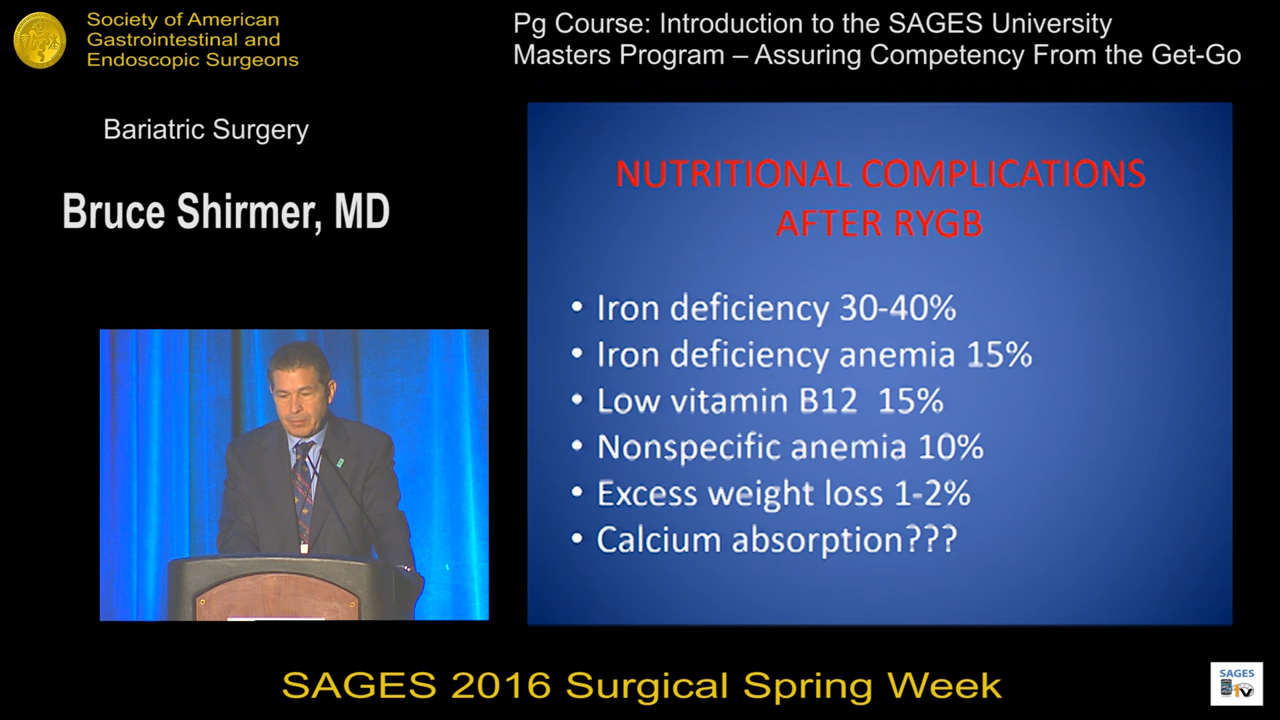 Society of American
Gastrointestinal and
Endoscopic Surgeons
Pg Course: Introduction to the SAGES University
Masters Program – Assuring Competency From the Get-Go
Bariatric Surgery
Bruce Shirmer, MD
NUTRITIONAL COMPLICATIONS
AFTER RYGB
• Iron deficiency 30-40%
• Iron deficiency anemia 15%
• Low vitamin B12 15%
• Nonspecific anemia 10%
• Excess weight loss 1-2%
• Calcium absorption???
SAGES 2016 Surgical Spring Week
SAGES
TV